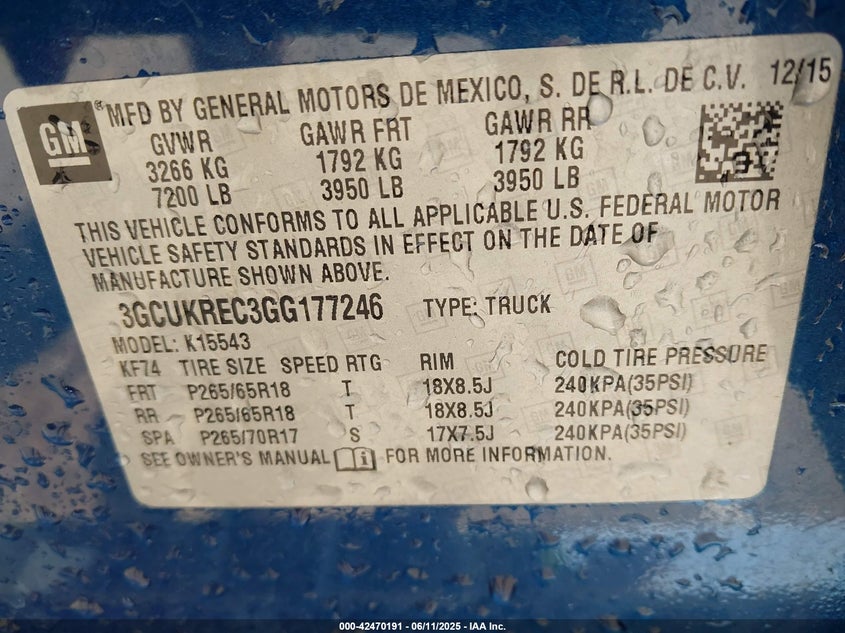 GM
® MFD BY GENERAL MOTORS DE MEXICO, S. DE R.L. DE C.V. 12/15
GVWR GAWR FRT GAWR RR
3266 KG 1792 KG 1792 KG
7200 LB 3950 LB 3950 LB
THIS VEHICLE CONFORMS TO ALL APPLICABLE U.S. FEDERAL MOTOR
VEHICLE SAFETY STANDARDS IN EFFECT ON THE DATE OF
MANUFACTURE SHOWN ABOVE.
3GCUKREC3GG177246 TYPE: TRUCK
MODEL: K15543
KF74 TIRE SIZE SPEED RTG RIM COLD TIRE PRESSURE
FRT P265/65R18 T 18X8.5J 240KPA(35PSI)
RR P265/65R18 T 18X8.5J 240KPA(35PSI)
SPA P265/70R17 S 17X7.5J 240KPA(35PSI)
SEE OWNER'S MANUAL FOR MORE INFORMATION.
000-42470191 - 06/11/2025 - IAA Inc.